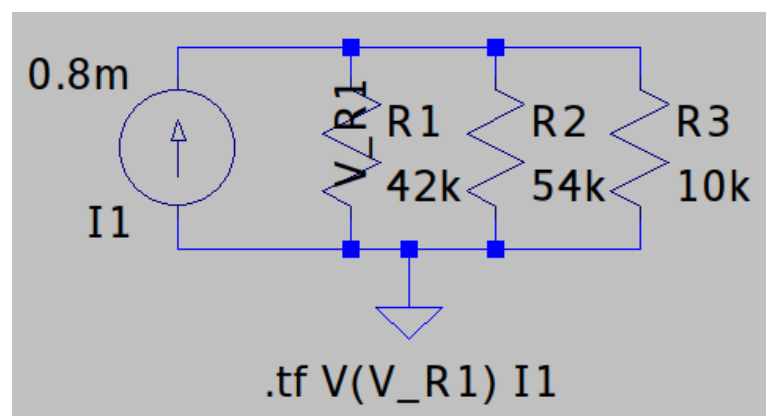 0.8m
I1
V_R1
R1
42k
R2
54k
R3
10k
.tf V(V_R1) I1